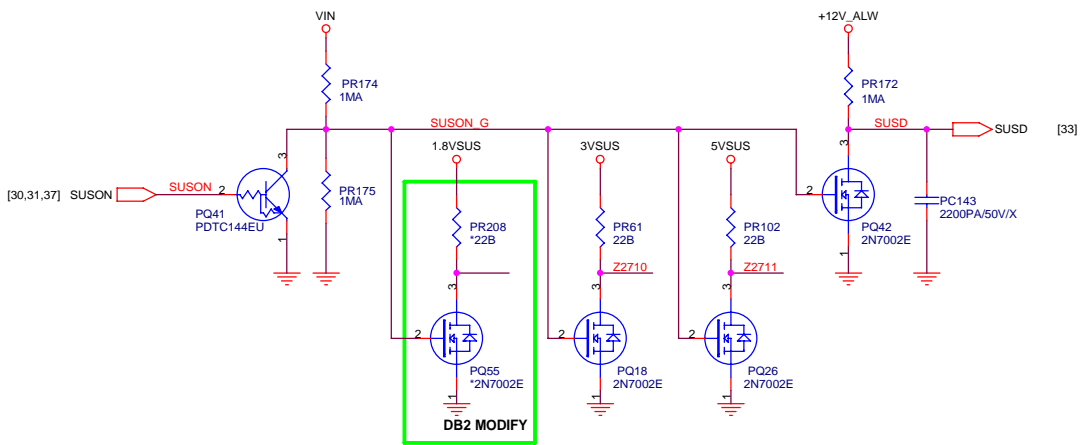 VIN
+12V_ALW
PR174
1MA
PR172
1MA
SUSON_G
SUSD
SUSD
[33]
1.8VSUS
3VSUS
5VSUS
3
3
[30,31,37]
SUSON
SUSON
2
PR175
1MA
2
PC143
2200PA/50V/X
PQ41
PDTC144EU
PR208
*22B
PR61
22B
PR102
22B
PQ42
2N7002E
1
1
Z2710
Z2711
3
3
3
2
2
2
PQ55
*2N7002E
PQ18
2N7002E
PQ26
2N7002E
1
1
1
DB2 MODIFY